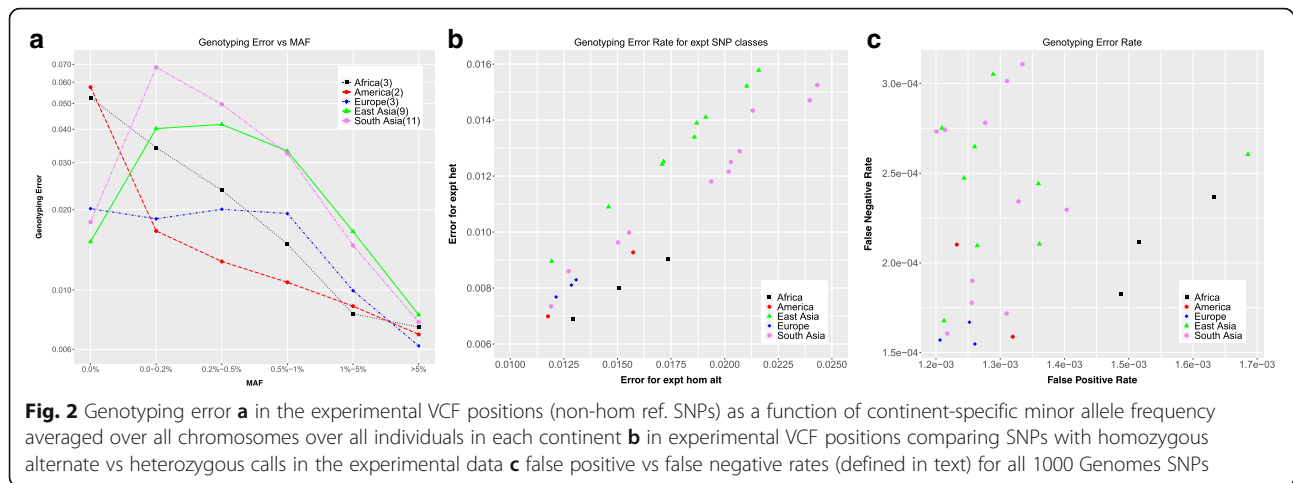 a
Genotyping Error vs MAF
Genotyping Error
0.070
0.060
0.050
0.040
0.030
0.020
0.010
0.006
Africa(3)
America(2)
Europe(3)
East Asia(9)
South Asia(11)
0.0%
0.0−0.2%
0.2%−0.5%
0.5%−1%
1%−5%
>5%
MAF
b
Genotyping Error Rate for expt SNP classes
Error for expt het
0.016
0.014
0.012
0.010
0.008
0.006
Africa
America
East Asia
Europe
South Asia
0.0100
0.0125
0.0150
0.0175
0.0200
0.0225
0.0250
Error for expt hom alt
c
Genotyping Error Rate
False Negative Rate
3.0e−04
2.5e−04
2.0e−04
1.5e−04
Africa
America
Europe
East Asia
South Asia
1.2e−03
1.3e−03
1.4e−03
1.5e−03
1.6e−03
1.7e−03
False Positive Rate
Fig. 2 Genotyping error a in the experimental VCF positions (non-hom ref. SNPs) as a function of continent-specific minor allele frequency
averaged over all chromosomes over all individuals in each continent b in experimental VCF positions comparing SNPs with homozygous
alternate vs heterozygous calls in the experimental data c false positive vs false negative rates (defined in text) for all 1000 Genomes SNPs